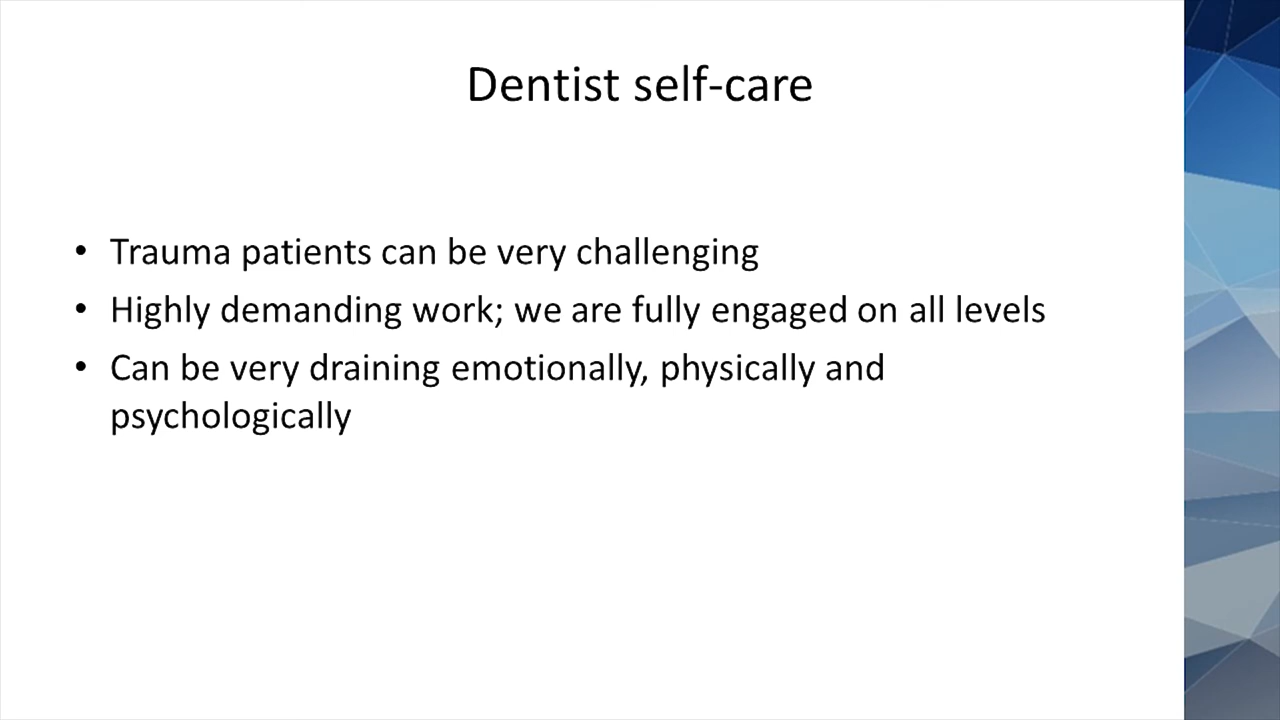 Dentist self-care
• Trauma patients can be very challenging
• Highly demanding work; we are fully engaged on all levels
• Can be very draining emotionally, physically and
psychologically